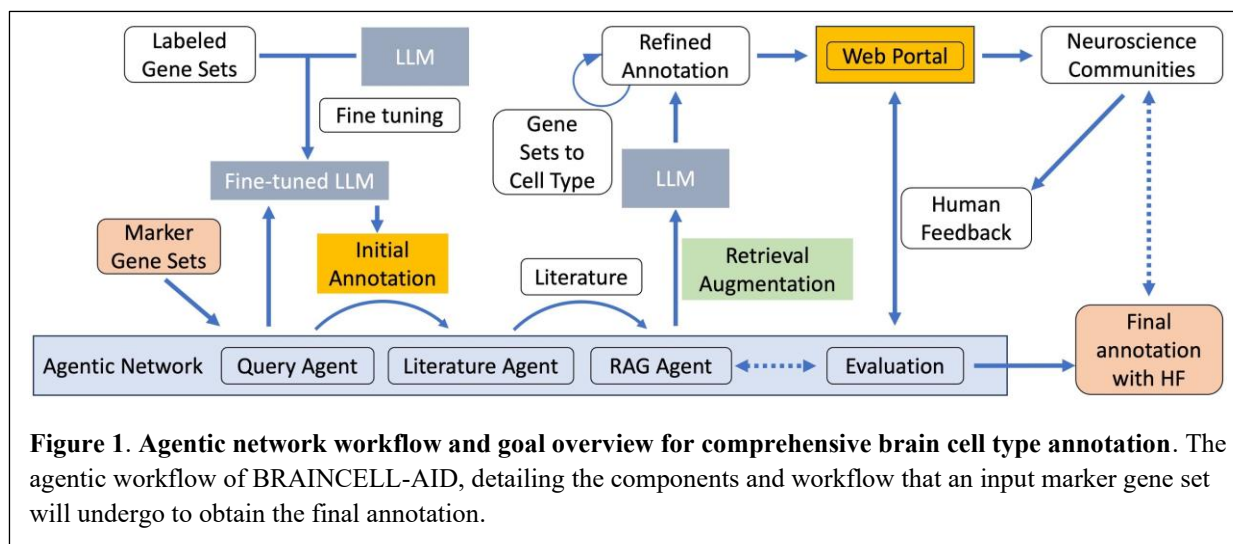 Labeled
Gene Sets
LLM
Fine tuning
Fine-tuned LLM
Marker
Gene Sets
Initial
Annotation
Refined
Annotation
Gene
Sets to
Cell Type
LLM
Literature
Retrieval
Augmentation
Web Portal
Neuroscience
Communities
Human
Feedback
Agentic Network
Query Agent
Literature Agent
RAG Agent
Evaluation
Final
annotation
with HF
Figure 1. Agentic network workflow and goal overview for comprehensive brain cell type annotation. The
agentic workflow of BRAINCELL-AID, detailing the components and workflow that an input marker gene set
will undergo to obtain the final annotation.